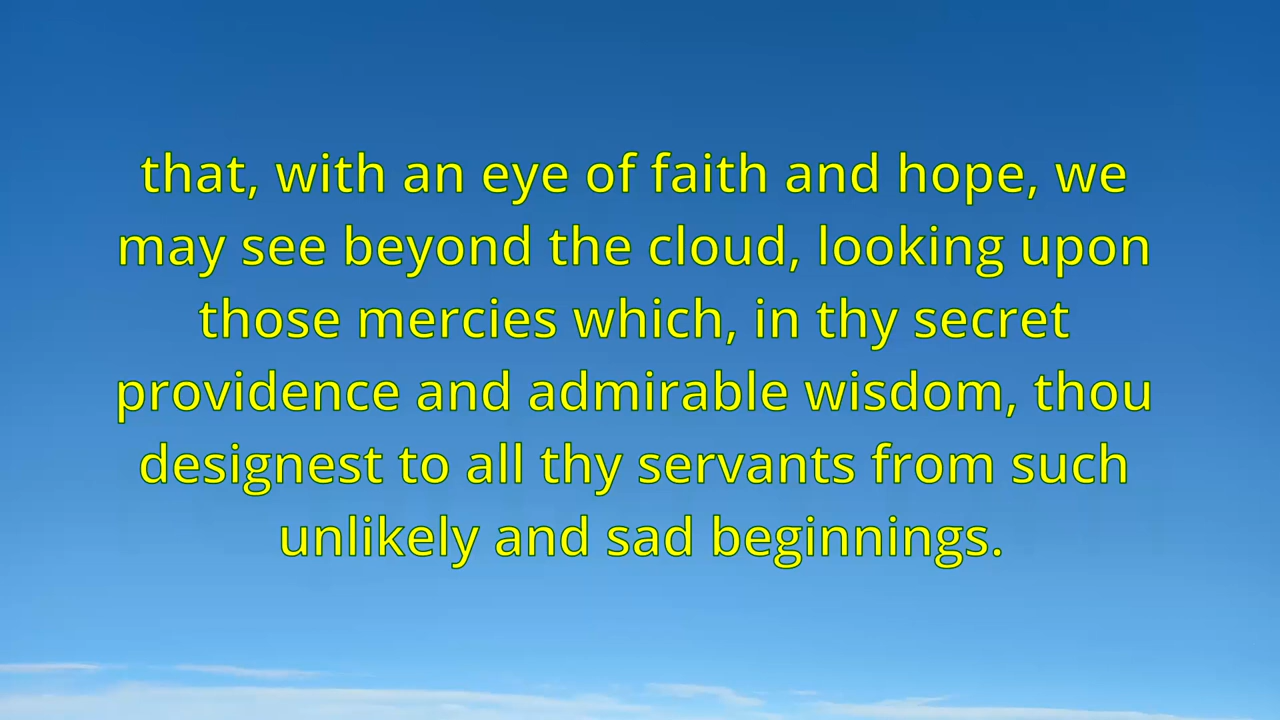 that, with an eye of faith and hope, we
may see beyond the cloud, looking upon
those mercies which, in thy secret
providence and admirable wisdom, thou
designest to all thy servants from such
unlikely and sad beginnings.